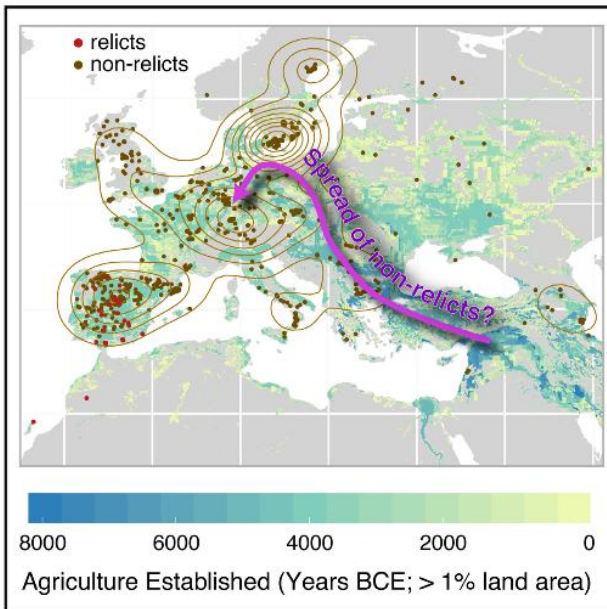 relicts
non-relicts
Spread of non-relicts?
8000 6000 4000 2000 0
Agriculture Established (Years BCE; > 1% land area)